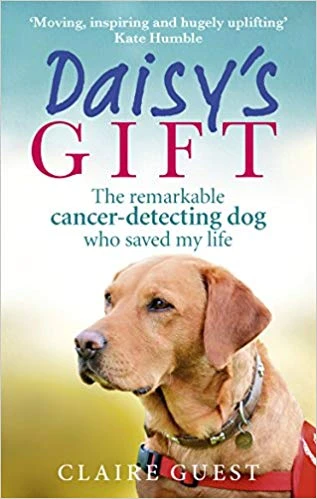 ‘Moving, inspiring and hugely uplifting’
Kate Humble
Daisy's
GIFT
The remarkable
cancer-detecting dog
who saved my life
CLAIRE GUEST